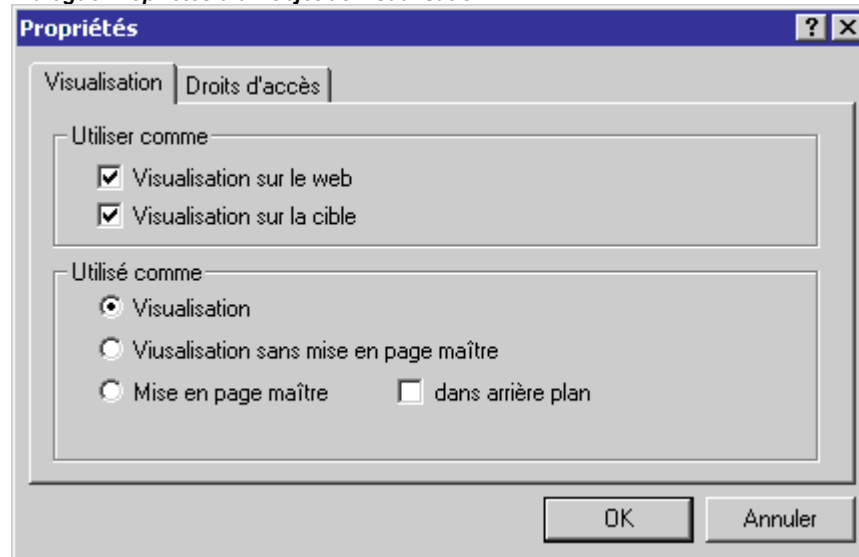 Propriétés
Visualisation Droits d'accès
Utiliser comme
Visualisation sur le web
Visualisation sur la cible
Utilisé comme
Visualisation
Viusalisation sans mise en page maître
Mise en page maître dans arrière plan
OK Annuler